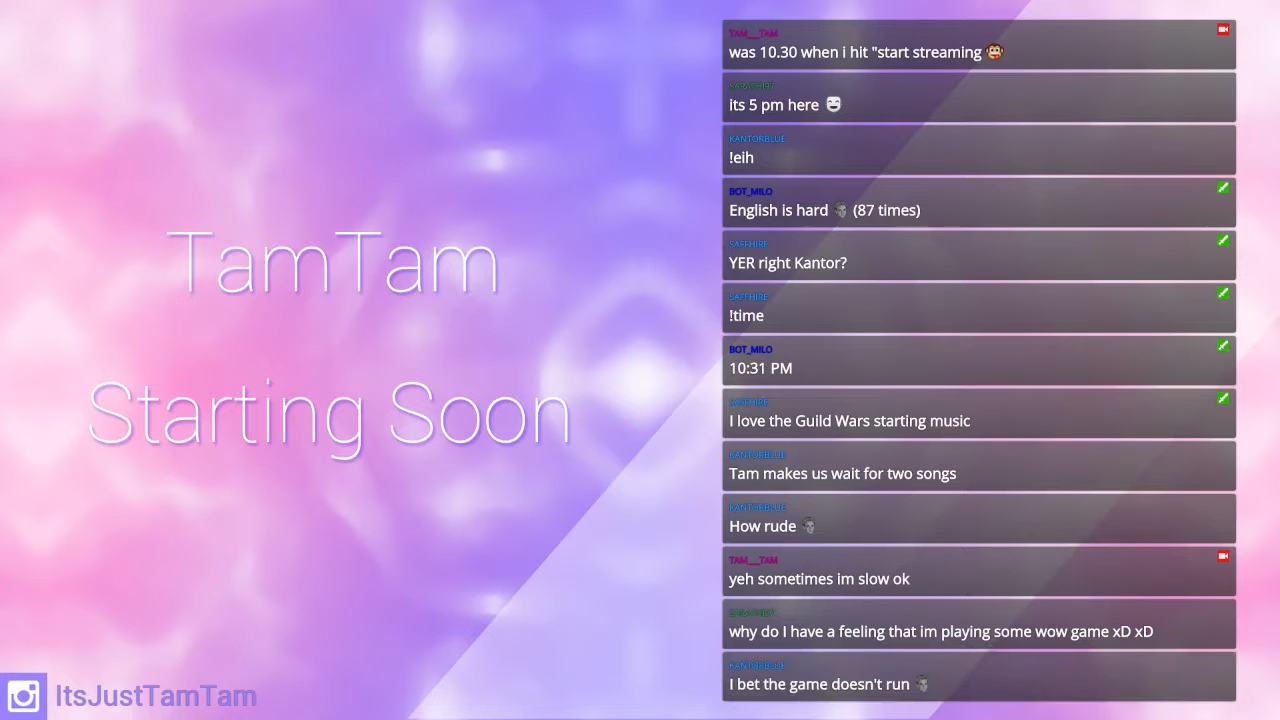 TamTam
Starting Soon
ItsJustTamTam
TAM__TAM
was 10.30 when i hit "start streaming
its 5 pm here
KANTORBLUE
!eih
BOT_MILO
English is hard (87 times)
SAFFHIRE
YER right Kantor?
SAFFHIRE
!time
BOT_MILO
10:31 PM
SAFFHIRE
I love the Guild Wars starting music
KANTORBLUE
Tam makes us wait for two songs
KANTORBLUE
How rude
TAM__TAM
yeh sometimes im slow ok
why do I have a feeling that im playing some wow game xD xD
KANTORBLUE
I bet the game doesn't run